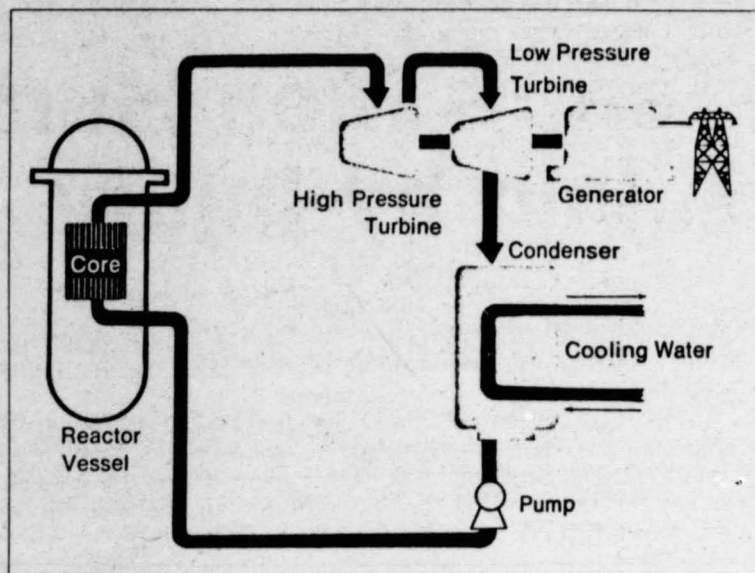 Low Pressure
Turbine
High Pressure
Turbine
Generator
Core
Condenser
Cooling Water
Reactor
Vessel
Pump